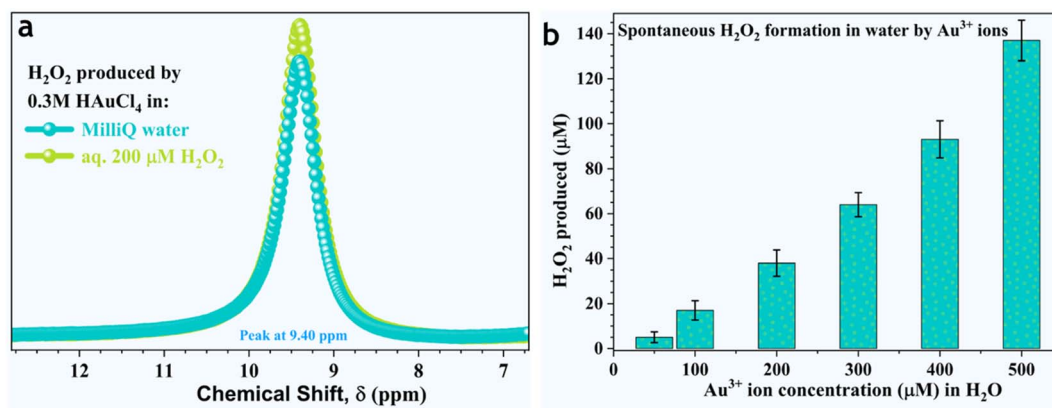 a
H₂O₂ produced by
0.3M HAuCl₄ in:
MilliQ water
aq. 200 μM H₂O₂
Peak at 9.40 ppm
12 11 10 9 8 7
Chemical Shift, δ (ppm)
b
Spontaneous H₂O₂ formation in water by Au³⁺ ions
H₂O₂ produced (μM)
140
120
100
80
60
40
20
0
0 100 200 300 400 500
Au³⁺ ion concentration (μM) in H₂O